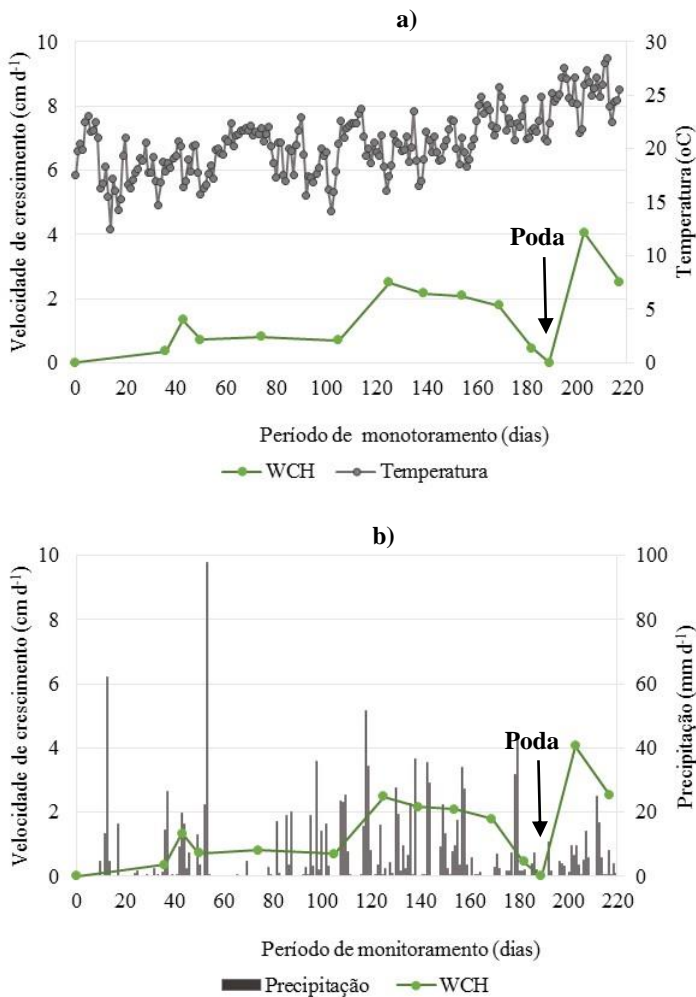 a)
10
8
6
4
2
0
Velocidade de crescimento (cm d-1)
30
25
20
15
10
5
0
Temperatura (oC)
Poda
0 20 40 60 80 100 120 140 160 180 200 220
Período de monotoramento (dias)
WCH Temperatura
b)
10
8
6
4
2
0
Velocidade de crescimento (cm d-1)
100
80
60
40
20
0
Precipitação (mm d-1)
Poda
0 20 40 60 80 100 120 140 160 180 200 220
Período de monitoramento (dias)
Precipitação WCH